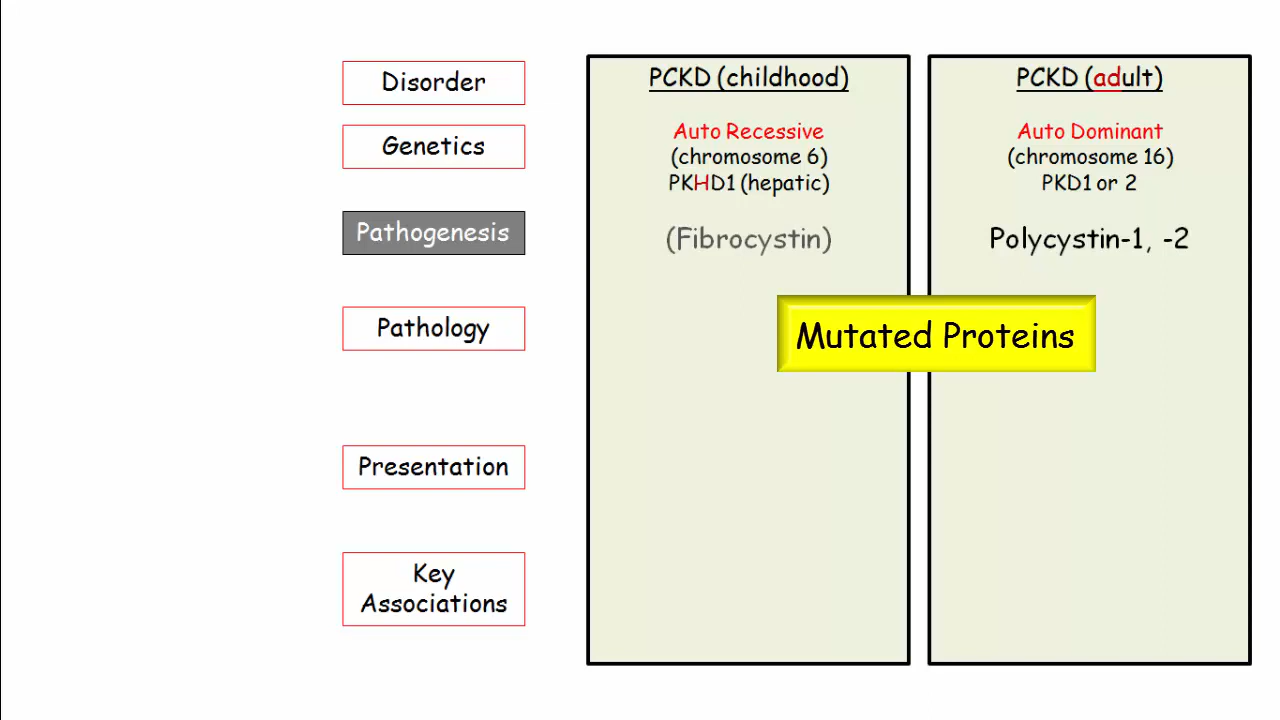 Disorder
PCKD (childhood)
PCKD (adult)
Genetics
Auto Recessive
(chromosome 6)
PKHD1 (hepatic)
Auto Dominant
(chromosome 16)
PKD1 or 2
Pathogenesis
(Fibrocystin)
Polycystin-1, -2
Pathology
Mutated Proteins
Presentation
Key
Associations